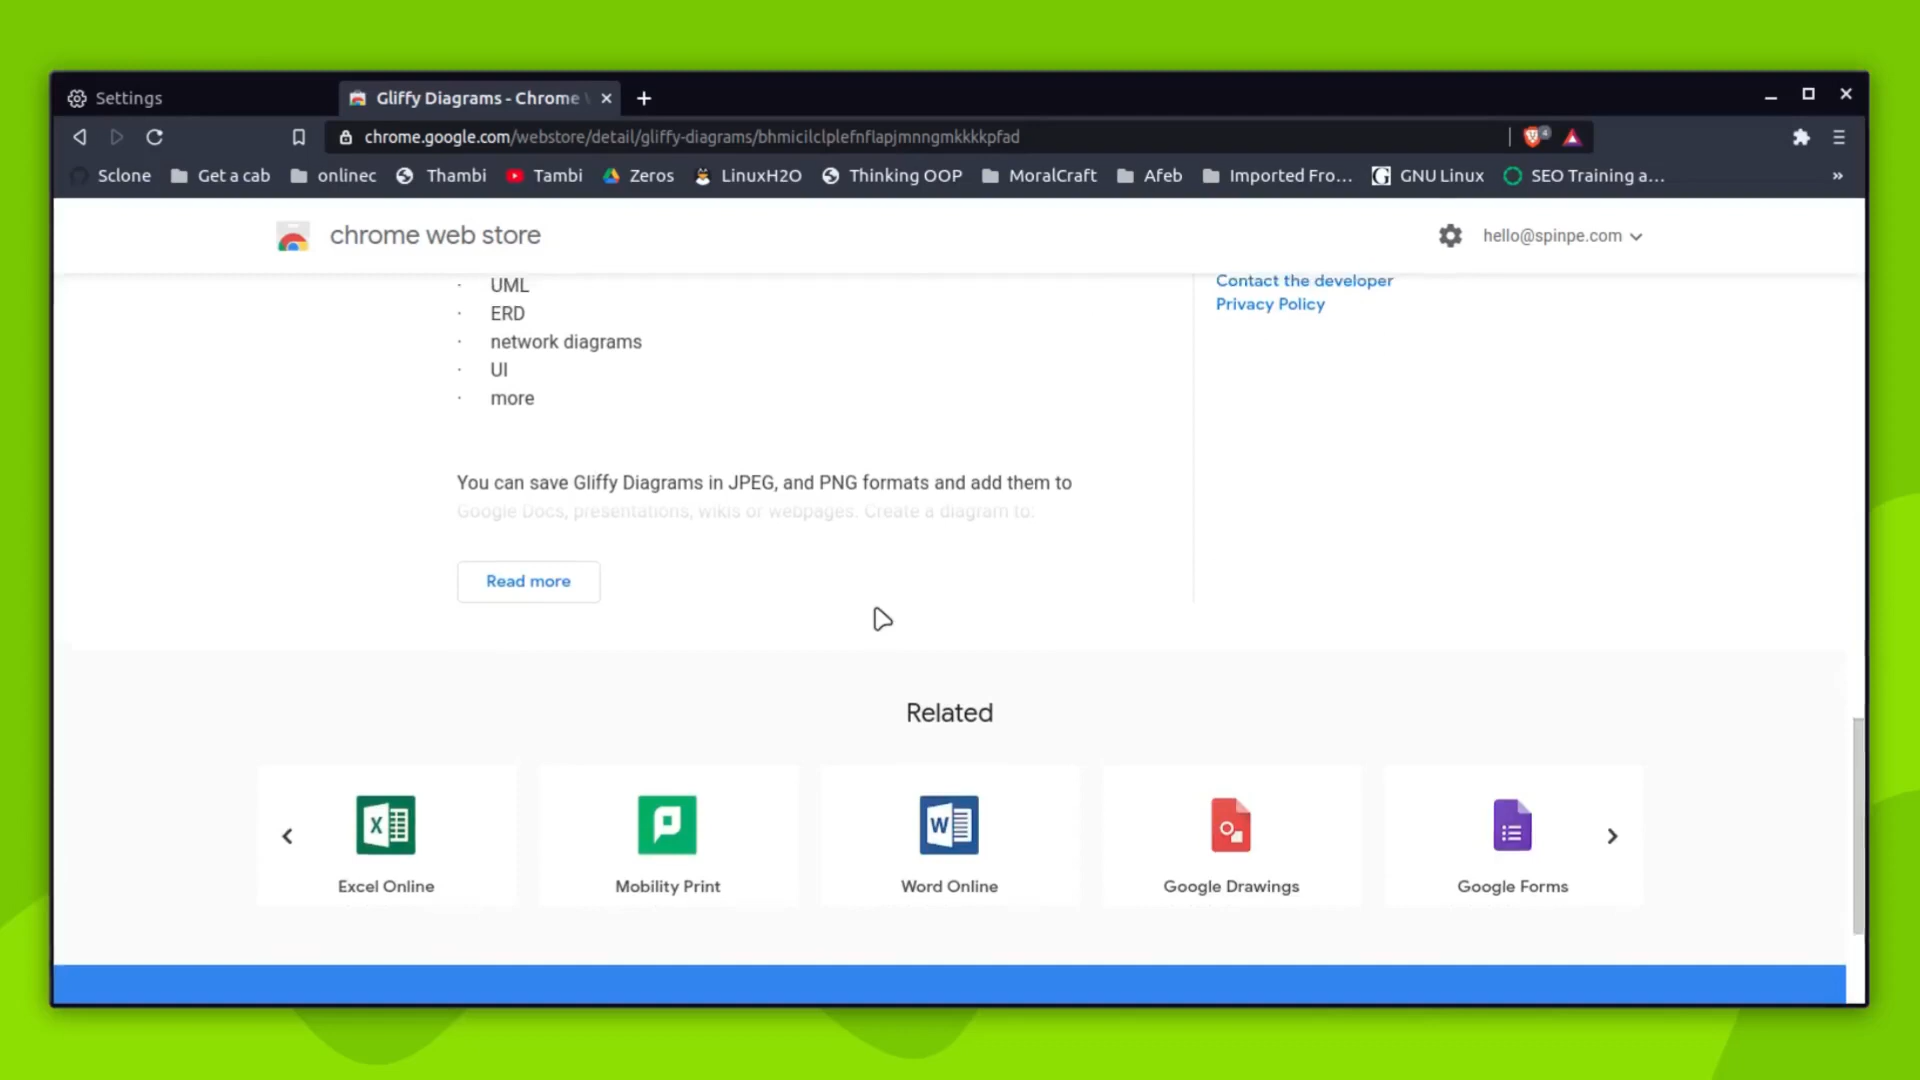 Settings
Gliffy Diagrams - Chrome
chrome.google.com/webstore/detail/gliffy-diagrams/bhmicilclplefnflapjmnngmkkkkpfad
4
Sclone Get a cab onlinec Thambi Tambi Zeros LinuxH2O Thinking OOP MoralCraft Afeb Imported Fro... GNU Linux SEO Training a... »
chrome web store
hello@spinpe.com
· UML
· ERD
· network diagrams
· UI
· more
Contact the developer
Privacy Policy
You can save Gliffy Diagrams in JPEG, and PNG formats and add them to
Google Docs, presentations, wikis or webpages. Create a diagram to:
Read more
Related
Excel Online
Mobility Print
Word Online
Google Drawings
Google Forms